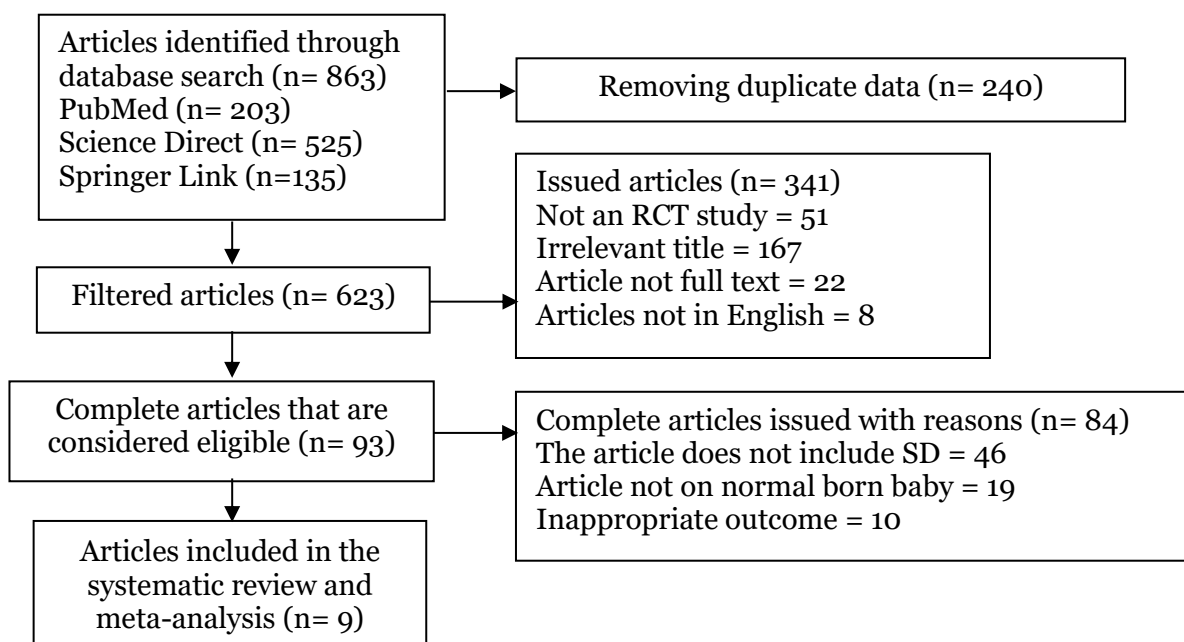 Articles identified through
database search (n= 863)
PubMed (n= 203)
Science Direct (n= 525)
Springer Link (n=135)
Removing duplicate data (n= 240)
Issued articles (n= 341)
Not an RCT study = 51
Irrelevant title = 167
Article not full text = 22
Articles not in English = 8
Filtered articles (n= 623)
Complete articles that are
considered eligible (n= 93)
Complete articles issued with reasons (n= 84)
The article does not include SD = 46
Article not on normal born baby = 19
Inappropriate outcome = 10
Articles included in the
systematic review and
meta-analysis (n= 9)